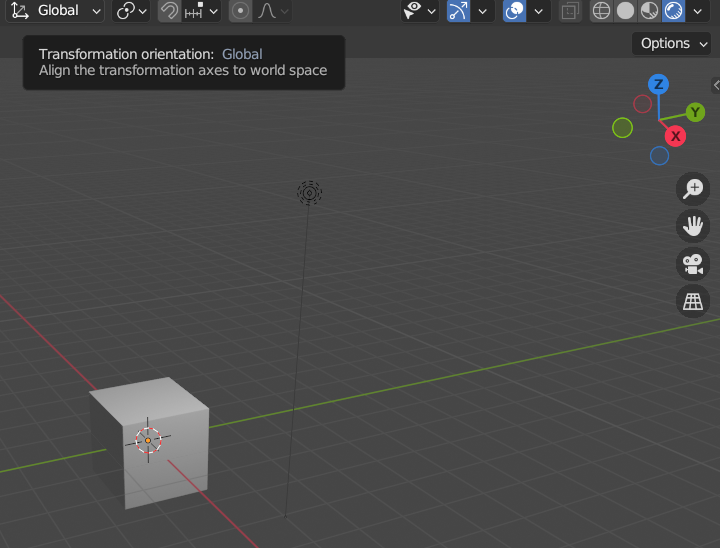 Global
Options
Transformation orientation: Global
Align the transformation axes to world space
Z
Y
X